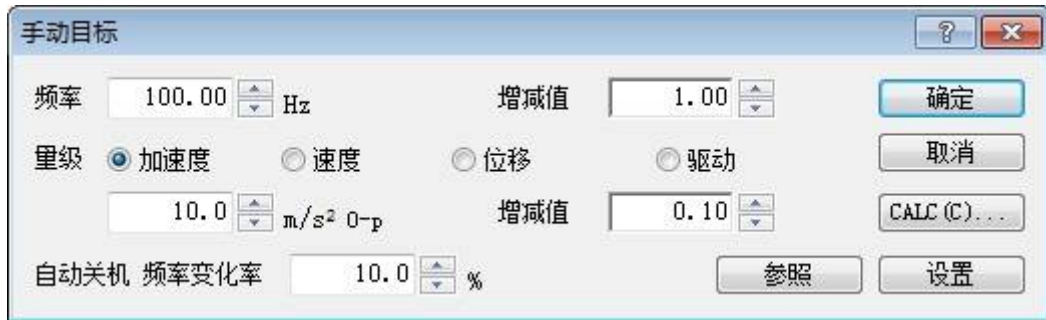 手动目标
频率 100.00 Hz 增减值 1.00 确定
量级 加速度 速度 位移 驱动 取消
10.0 m/s² 0-p 增减值 0.10 CALC(C)...
自动关机 频率变化率 10.0 % 参照 设置